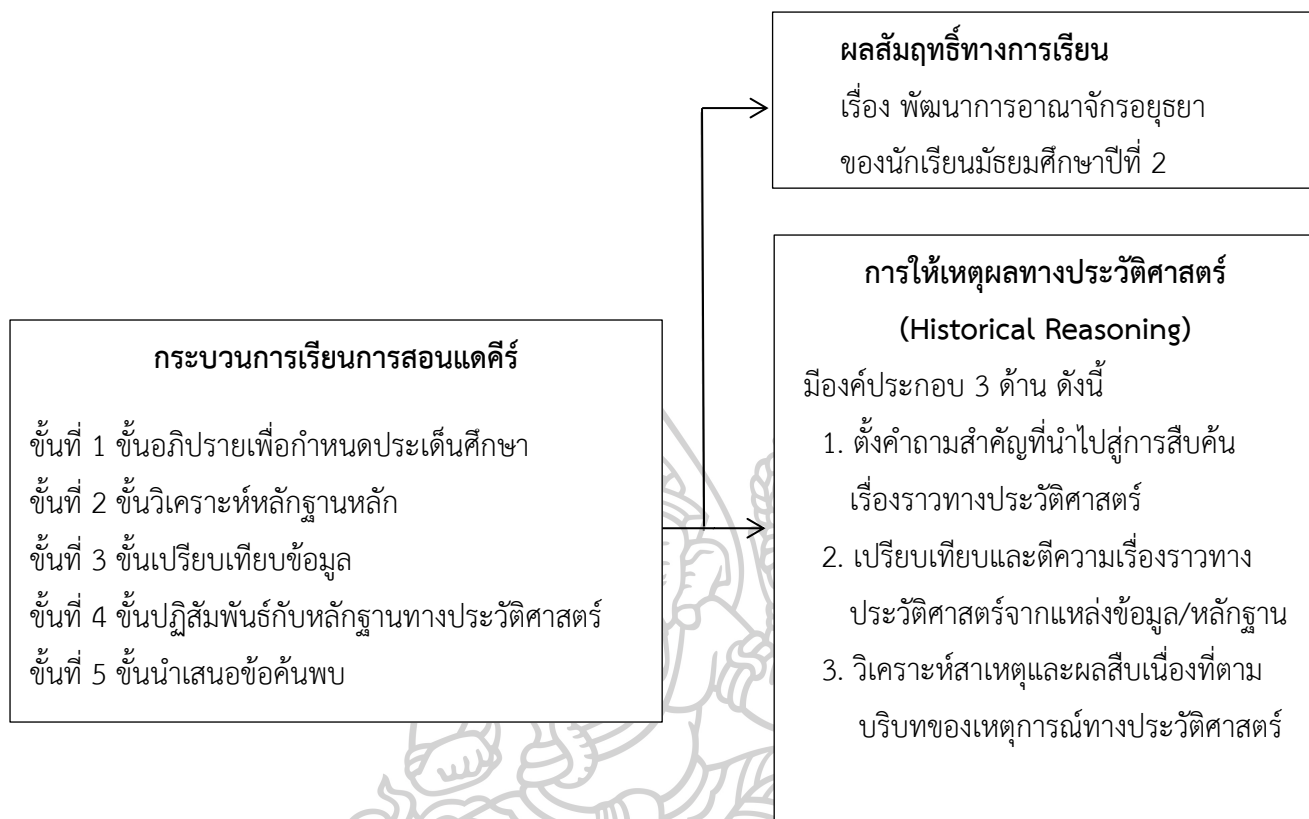 ผลสัมฤทธิ์ทางการเรียน
เรื่อง พัฒนาการอาณาจักรอยุธยา
ของนักเรียนมัธยมศึกษาปีที่ 2
กระบวนการเรียนการสอนแดคีร์
ขั้นที่ 1 ขั้นอภิปรายเพื่อกำหนดประเด็นศึกษา
ขั้นที่ 2 ขั้นวิเคราะห์หลักฐานหลัก
ขั้นที่ 3 ขั้นเปรียบเทียบข้อมูล
ขั้นที่ 4 ขั้นปฏิสัมพันธ์กับหลักฐานทางประวัติศาสตร์
ขั้นที่ 5 ขั้นนำเสนอข้อค้นพบ
การให้เหตุผลทางประวัติศาสตร์
(Historical Reasoning)
มีองค์ประกอบ 3 ด้าน ดังนี้
1. ตั้งคำถามสำคัญที่นำไปสู่การสืบค้น
เรื่องราวทางประวัติศาสตร์
2. เปรียบเทียบและตีความเรื่องราวทาง
ประวัติศาสตร์จากแหล่งข้อมูล/หลักฐาน
3. วิเคราะห์สาเหตุและผลสืบเนื่องที่ตาม
บริบทของเหตุการณ์ทางประวัติศาสตร์